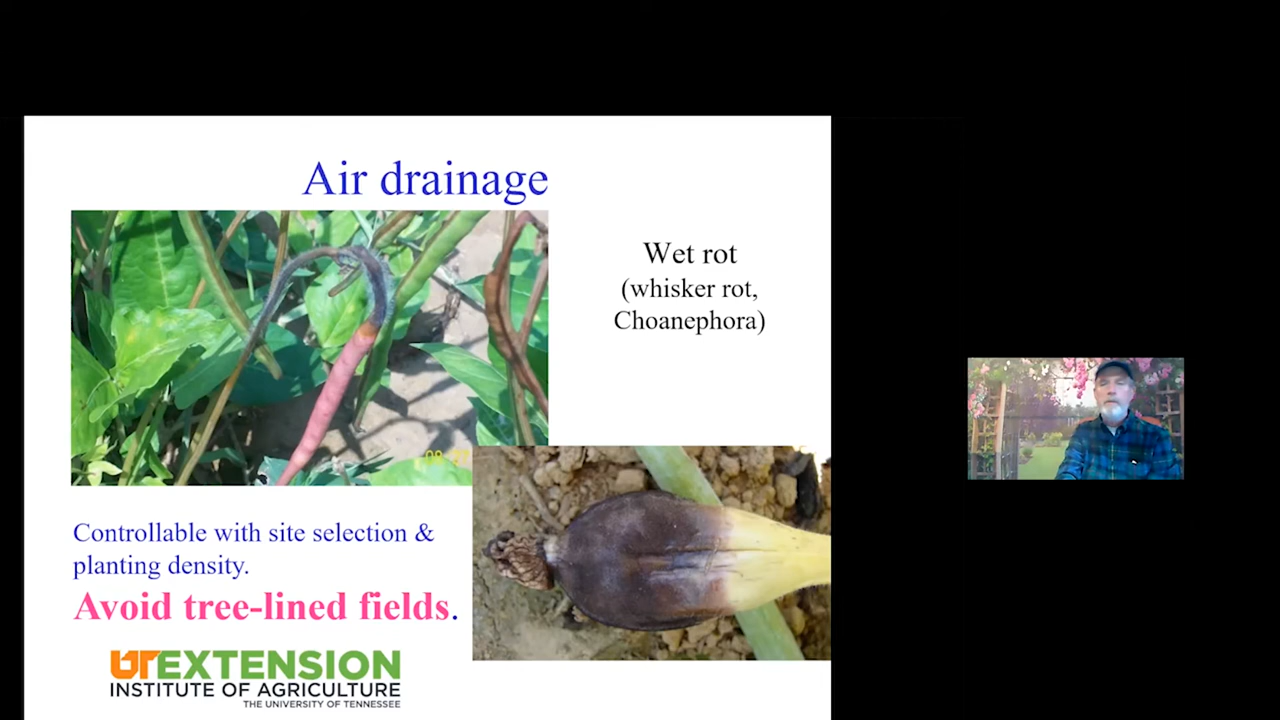 Air drainage
Wet rot
(whisker rot,
Choanephora)
Controllable with site selection &
planting density.
Avoid tree-lined fields.
UTEXTENSION
INSTITUTE OF AGRICULTURE
THE UNIVERSITY OF TENNESSEE